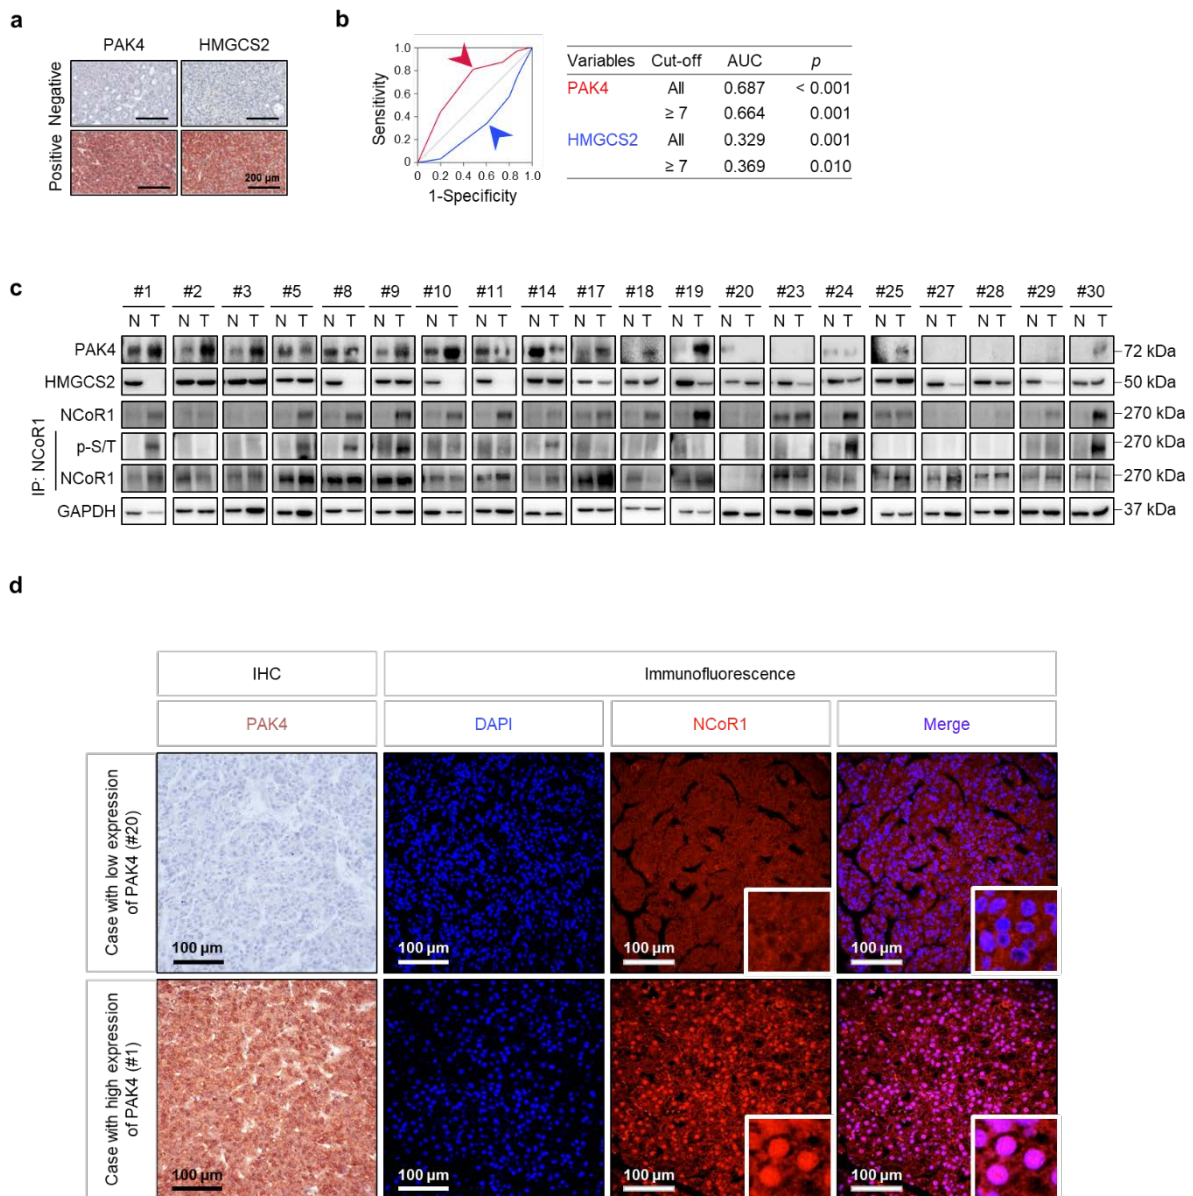 a
PAK4 HMGCS2
Negative
Positive
200 µm
b
Sensitivity
1.0
0.8
0.6
0.4
0.2
0
0 0.2 0.4 0.6 0.8 1.0
1-Specificity
Variables Cut-off AUC p
PAK4 All 0.687 < 0.001
≥ 7 0.664 0.001
HMGCS2 All 0.329 0.001
≥ 7 0.369 0.010
c
#1 #2 #3 #5 #8 #9 #10 #11 #14 #17 #18 #19 #20 #23 #24 #25 #27 #28 #29 #30
N T N T N T N T N T N T N T N T N T N T N T N T N T N T N T N T N T N T N T N T
PAK4 72 kDa
HMGCS2 50 kDa
NCoR1 270 kDa
IP: NCoR1
p-S/T 270 kDa
NCoR1 270 kDa
GAPDH 37 kDa
d
IHC Immunofluorescence
PAK4 DAPI NCoR1 Merge
Case with low expression
of PAK4 (#20)
100 µm 100 µm 100 µm 100 µm
Case with high expression
of PAK4 (#1)
100 µm 100 µm 100 µm 100 µm